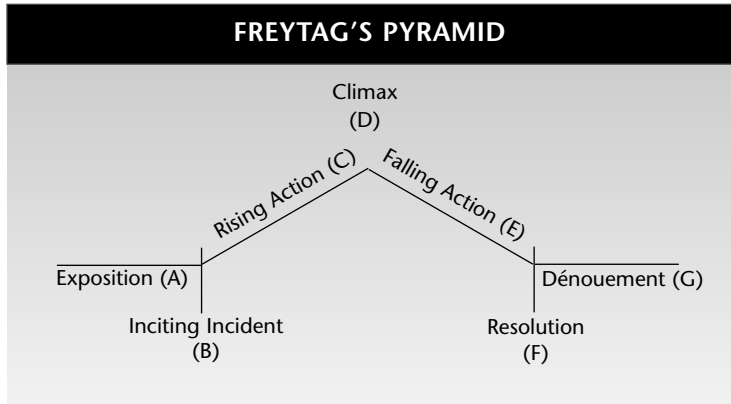 FREYTAG’S PYRAMID
Climax
(D)
Rising Action (C)
Falling Action (E)
Exposition (A)
Dénouement (G)
Inciting Incident
(B)
Resolution
(F)